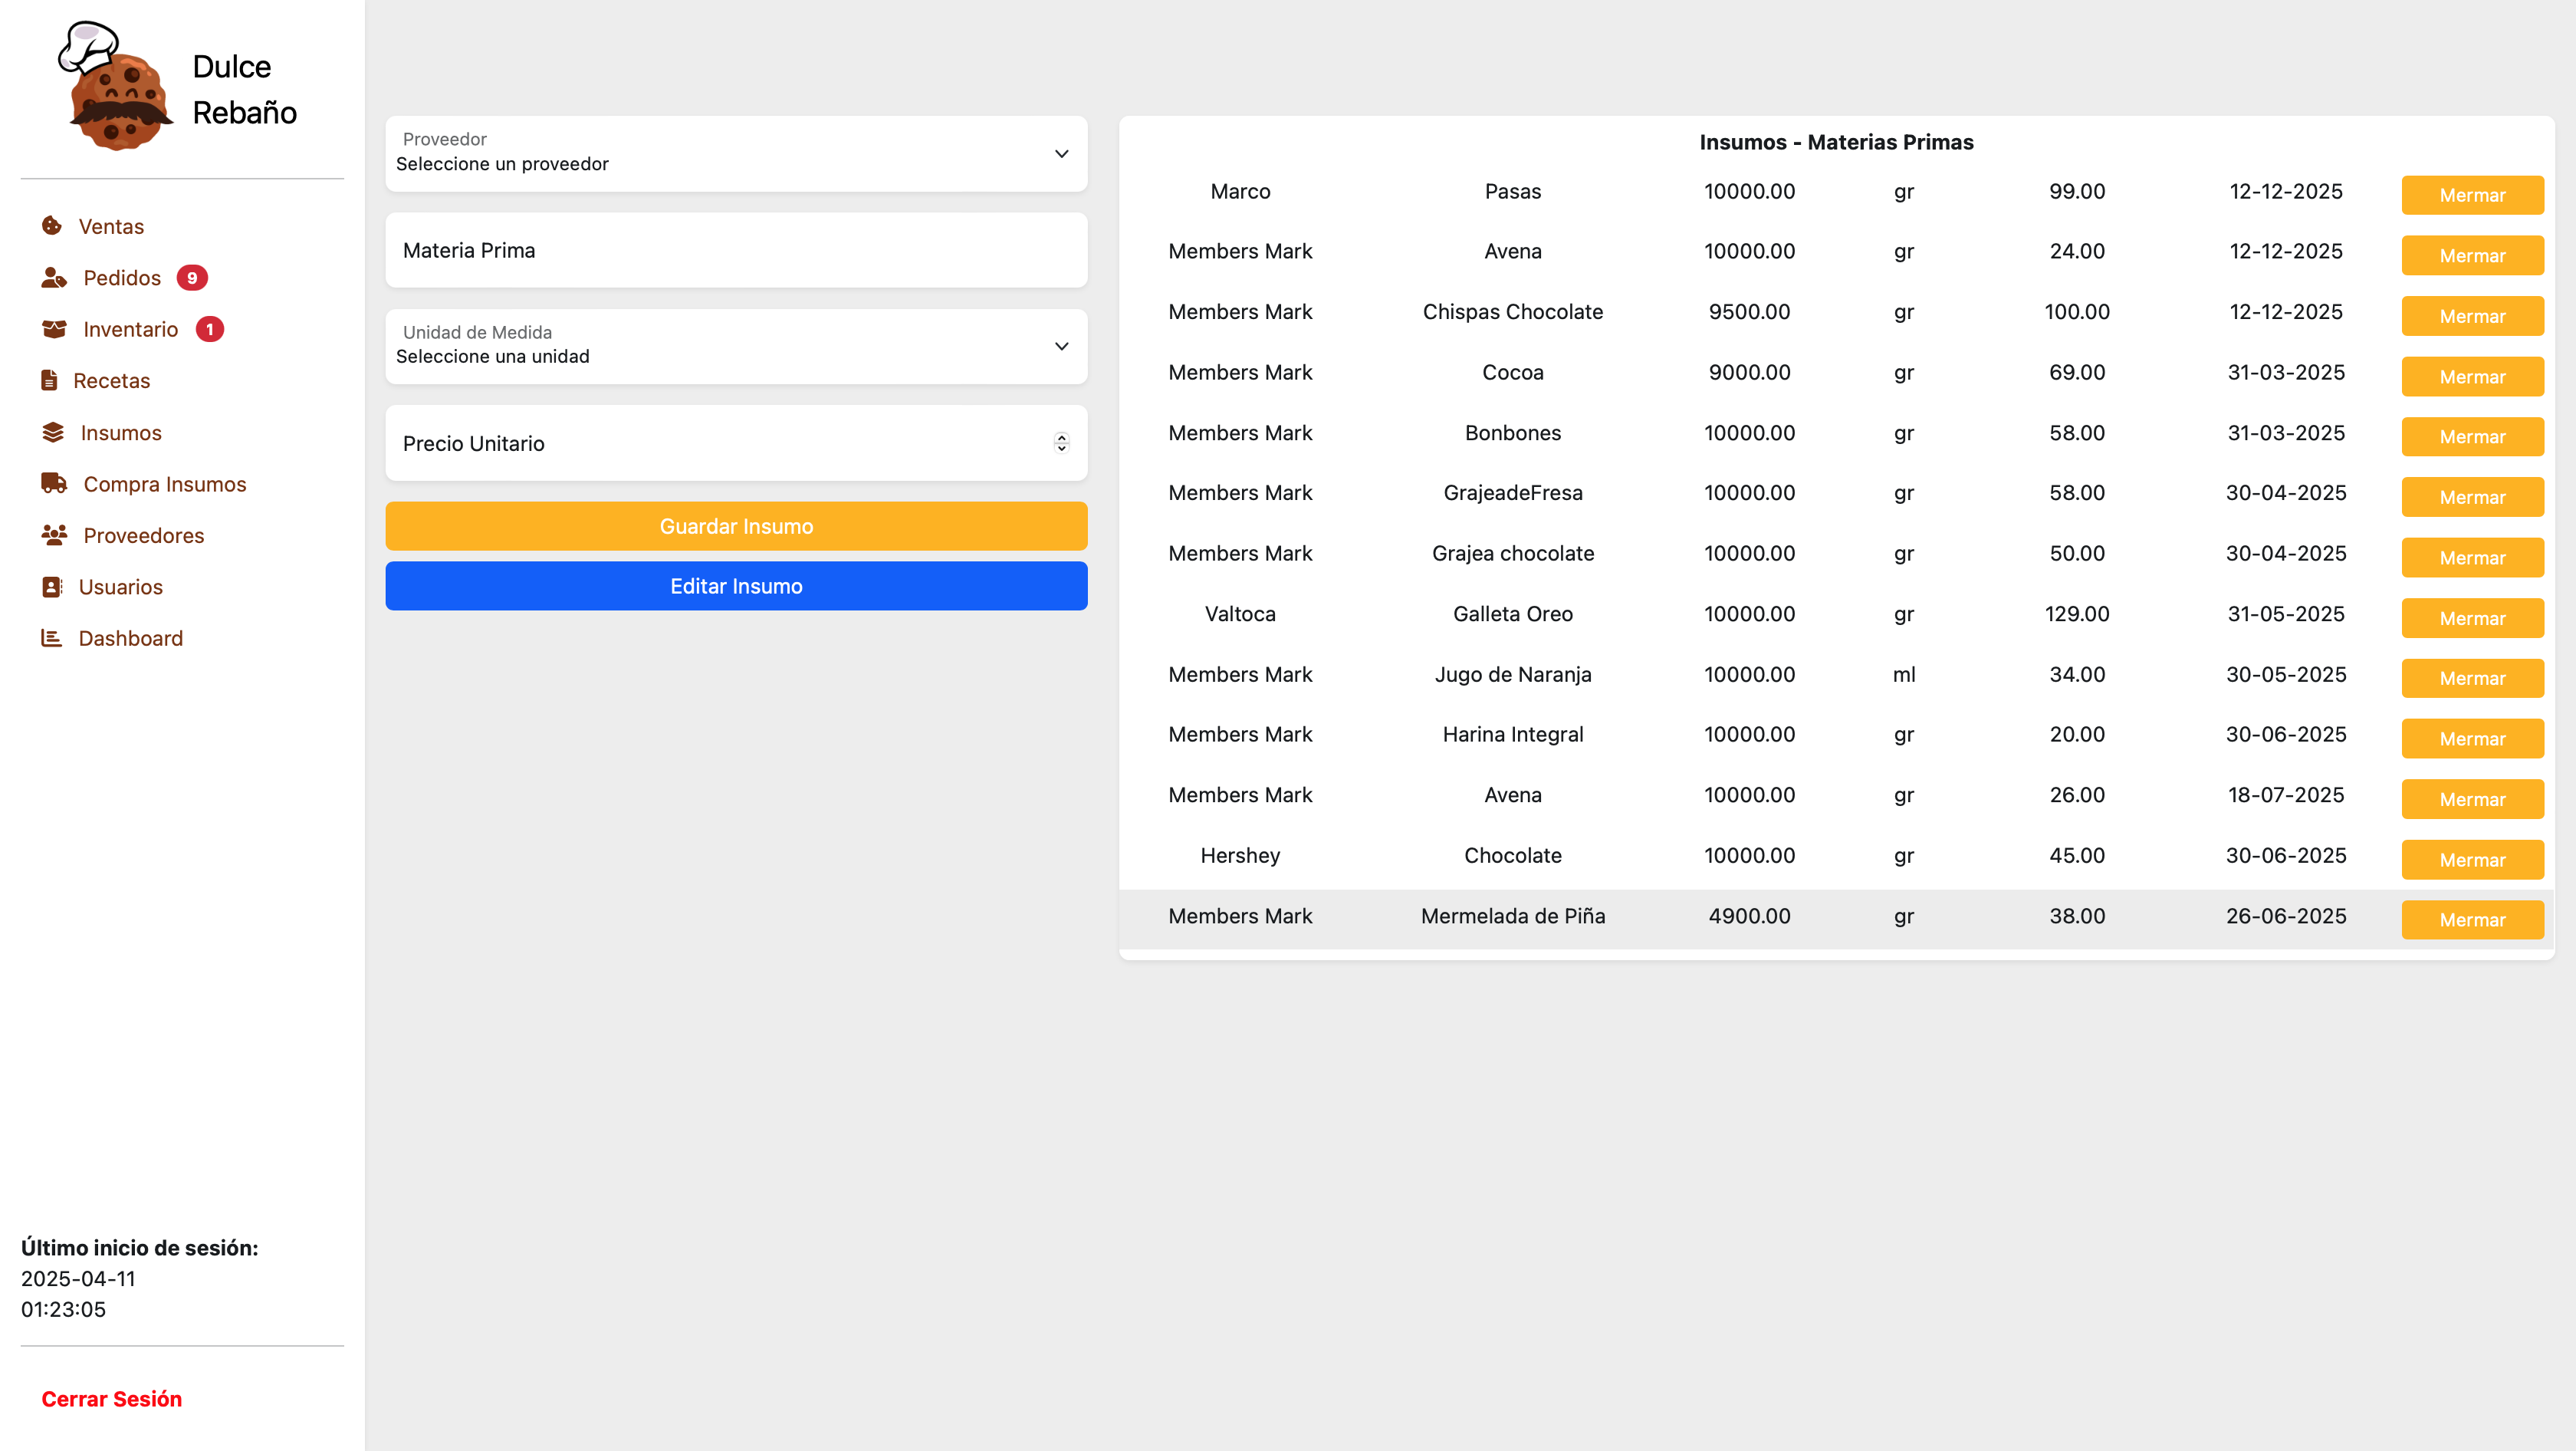 Dulce
Rebaño
Ventas
Pedidos 9
Inventario 1
Recetas
Insumos
Compra Insumos
Proveedores
Usuarios
Dashboard
Último inicio de sesión:
2025-04-11
01:23:05
Cerrar Sesión
Proveedor
Seleccione un proveedor
Materia Prima
Unidad de Medida
Seleccione una unidad
Precio Unitario
Guardar Insumo
Editar Insumo
Insumos - Materias Primas
Marco Pasas 10000.00 gr 99.00 12-12-2025 Mermar
Members Mark Avena 10000.00 gr 24.00 12-12-2025 Mermar
Members Mark Chispas Chocolate 9500.00 gr 100.00 12-12-2025 Mermar
Members Mark Cocoa 9000.00 gr 69.00 31-03-2025 Mermar
Members Mark Bonbones 10000.00 gr 58.00 31-03-2025 Mermar
Members Mark GrajeadeFresa 10000.00 gr 58.00 30-04-2025 Mermar
Members Mark Grajea chocolate 10000.00 gr 50.00 30-04-2025 Mermar
Valtoca Galleta Oreo 10000.00 gr 129.00 31-05-2025 Mermar
Members Mark Jugo de Naranja 10000.00 ml 34.00 30-05-2025 Mermar
Members Mark Harina Integral 10000.00 gr 20.00 30-06-2025 Mermar
Members Mark Avena 10000.00 gr 26.00 18-07-2025 Mermar
Hershey Chocolate 10000.00 gr 45.00 30-06-2025 Mermar
Members Mark Mermelada de Piña 4900.00 gr 38.00 26-06-2025 Mermar